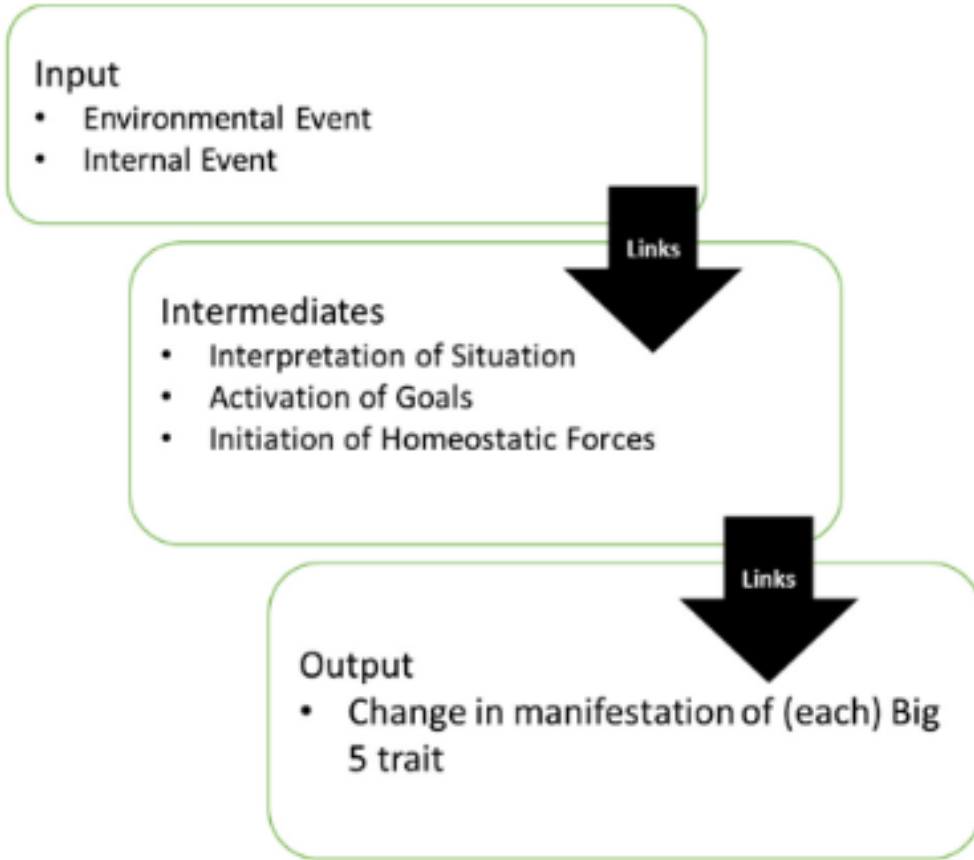 Input
• Environmental Event
• Internal Event
Links
Intermediates
• Interpretation of Situation
• Activation of Goals
• Initiation of Homeostatic Forces
Links
Output
• Change in manifestation of (each) Big
5 trait